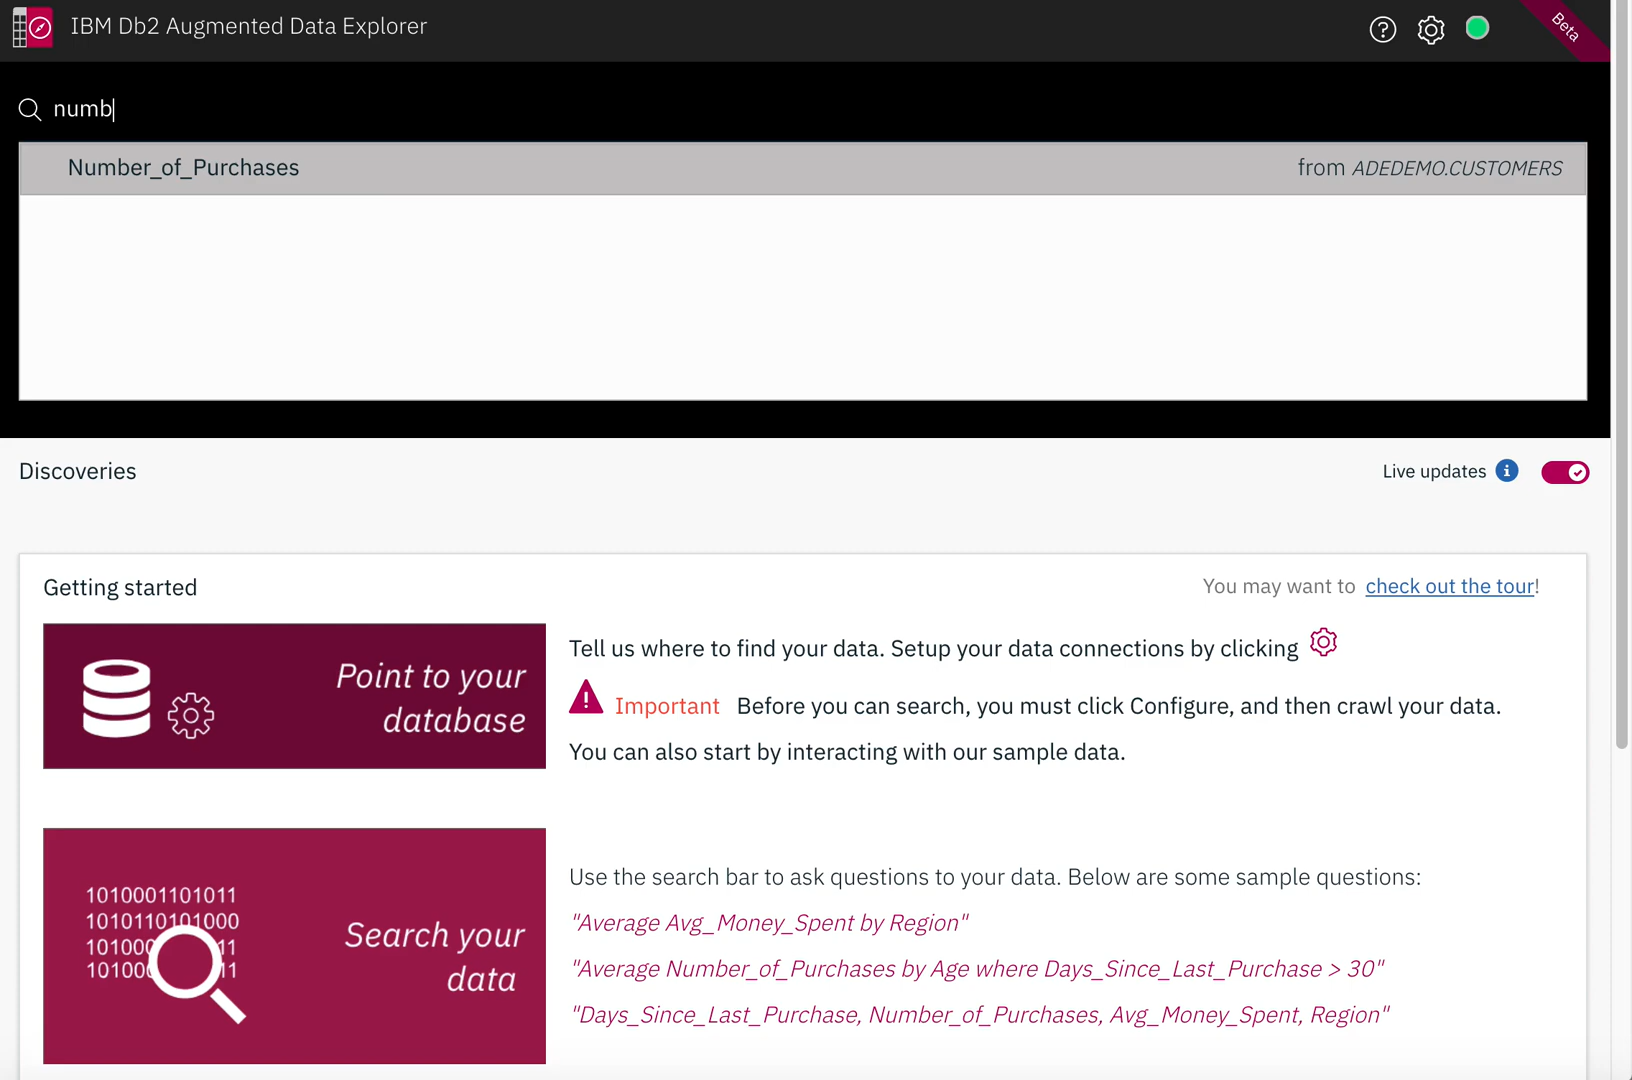 IBM Db2 Augmented Data Explorer
Beta
numb
Number_of_Purchases from ADEDEMO.CUSTOMERS
Discoveries
Live updates
Getting started
You may want to check out the tour!
Point to your
database
Tell us where to find your data. Setup your data connections by clicking
Important Before you can search, you must click Configure, and then crawl your data.
You can also start by interacting with our sample data.
1010001101011
1010110101000
101000 11
101000 11
Search your
data
Use the search bar to ask questions to your data. Below are some sample questions:
"Average Avg_Money_Spent by Region"
"Average Number_of_Purchases by Age where Days_Since_Last_Purchase > 30"
"Days_Since_Last_Purchase, Number_of_Purchases, Avg_Money_Spent, Region"